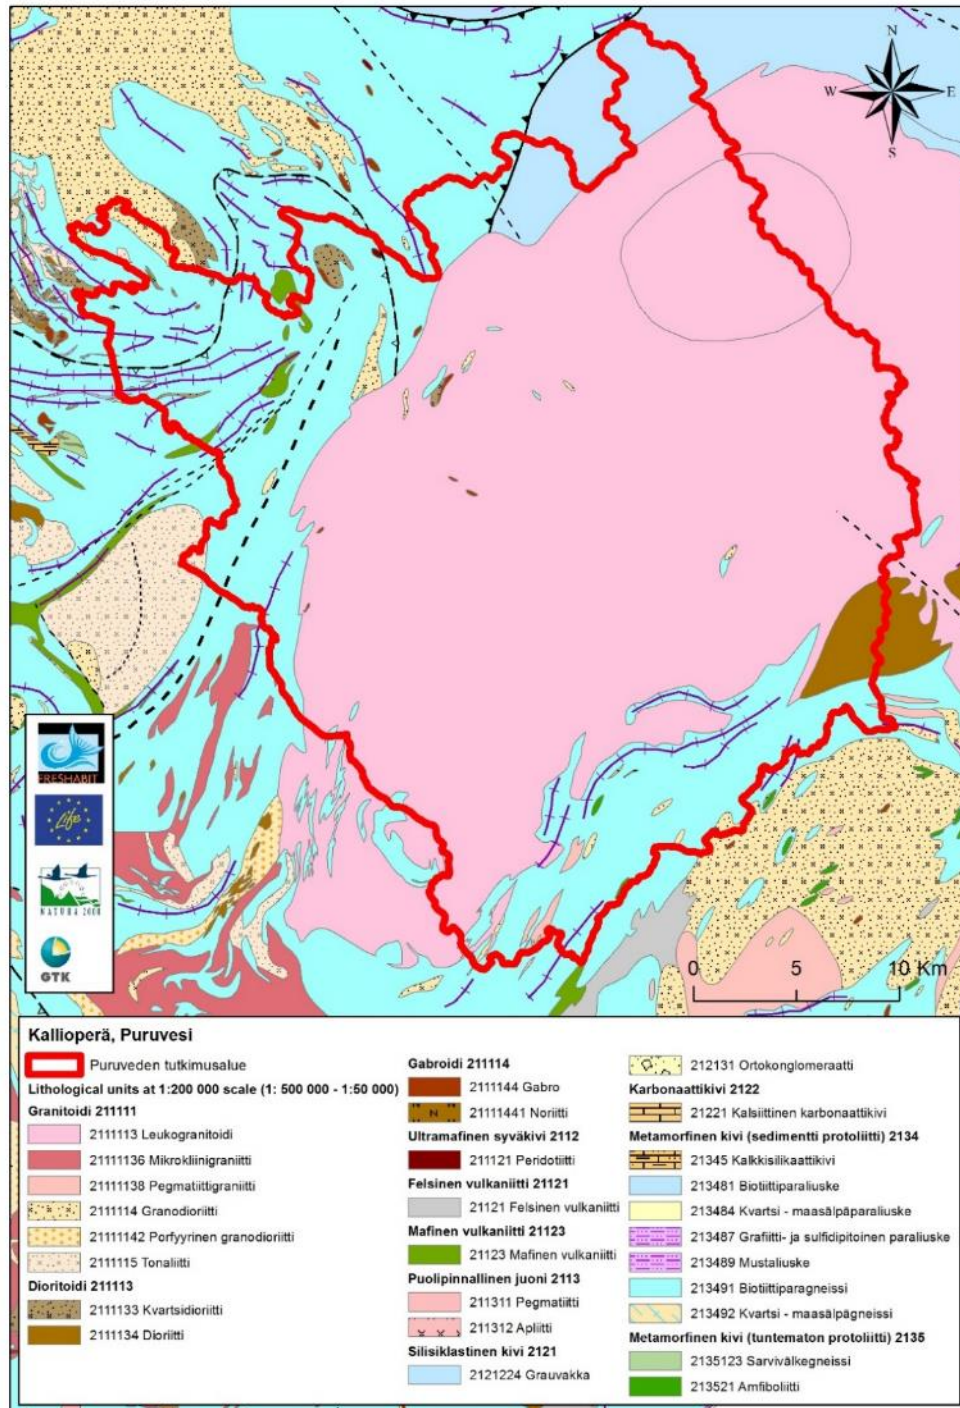 N
W
E
S
FRESHABIT
Life
NATURA 2000
GTK
0 5 10 Km
Kallioperä, Puruvesi
Puruveden tutkimusalue
Lithological units at 1:200 000 scale (1: 500 000 - 1:50 000)
Granitoidi 211111
2111113 Leukogranitoidi
21111136 Mikrokliinigraniitti
21111138 Pegmatiittigraniitti
2111114 Granodioriitti
21111142 Porfyyrinen granodioriitti
2111115 Tonaliitti
Dioritoidi 211113
2111133 Kvartsidioriitti
2111134 Dioriitti
Gabroidi 211114
2111144 Gabro
N
21111441 Noriitti
Ultramafinen syväkivi 2112
211121 Peridotiitti
Felsinen vulkaniitti 21121
21121 Felsinen vulkaniitti
Mafinen vulkaniitti 21123
21123 Mafinen vulkaniitti
Puolipinnallinen juoni 2113
211311 Pegmatiitti
211312 Apliitti
Silisiklastinen kivi 2121
2121224 Grauvakka
212131 Ortokonglomeraatti
Karbonaattikivi 2122
21221 Kalsiittinen karbonaattikivi
Metamorfinen kivi (sedimentti protoliitti) 2134
21345 Kalkkisilikaattikivi
213481 Biotiittiparaliuske
213484 Kvartsi - maasälpäparaliuske
213487 Grafiitti- ja sulfidipitoinen paraliuske
213489 Mustaliuske
213491 Biotiittiparagneissi
213492 Kvartsi - maasälpägneissi
Metamorfinen kivi (tuntematon protoliitti) 2135
2135123 Sarvivälkegneissi
213521 Amfiboliitti